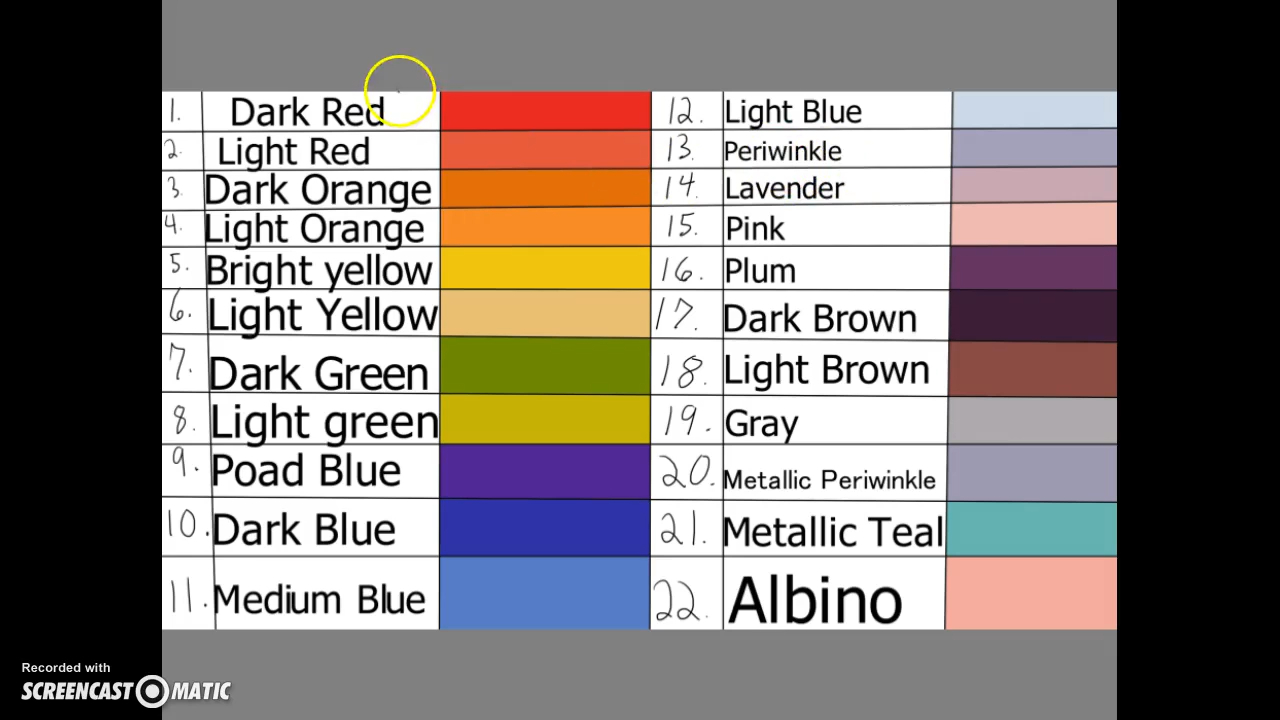 1. Dark Red
2. Light Red
3. Dark Orange
4. Light Orange
5. Bright yellow
6. Light Yellow
7. Dark Green
8. Light green
9. Poad Blue
10. Dark Blue
11. Medium Blue
12. Light Blue
13. Periwinkle
14. Lavender
15. Pink
16. Plum
17. Dark Brown
18. Light Brown
19. Gray
20. Metallic Periwinkle
21. Metallic Teal
22. Albino
Recorded with
SCREENCAST MATIC